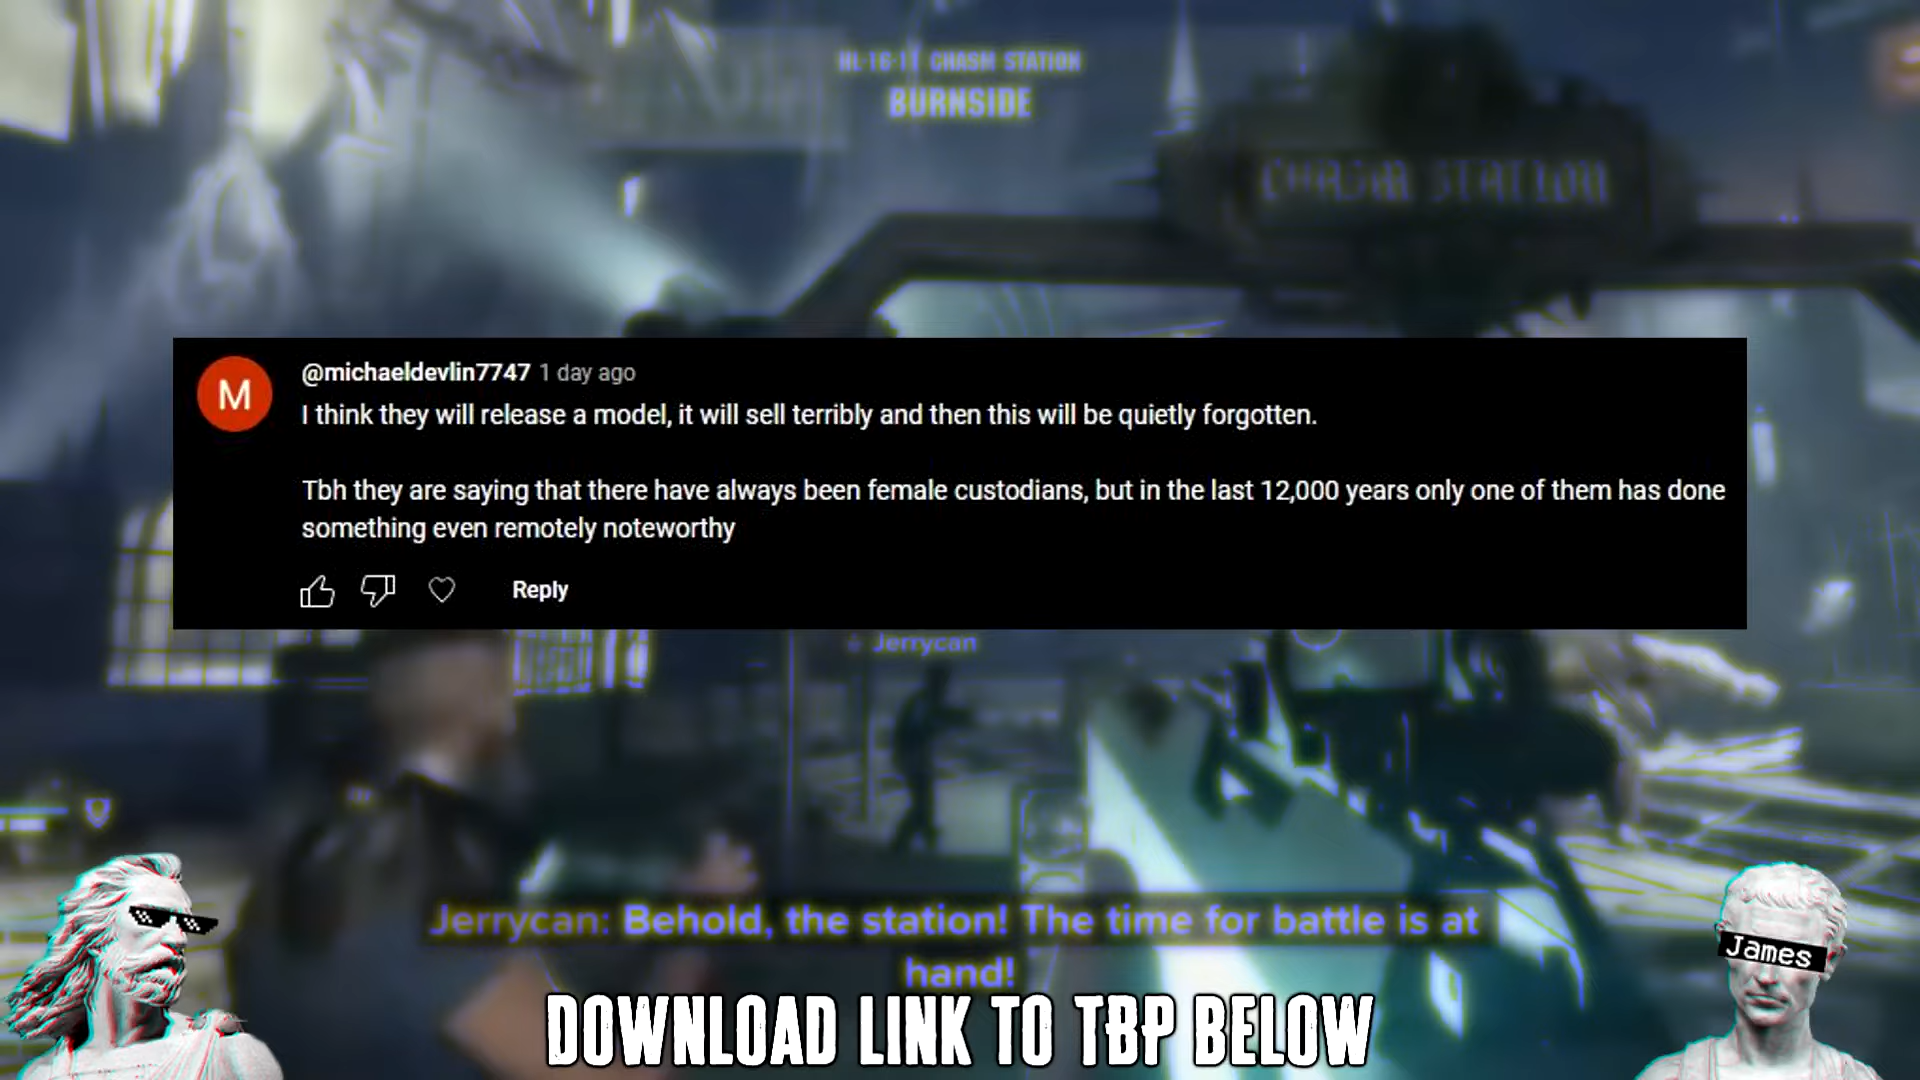 HL-16-11 CHASM STATION
BURNSIDE
CHASM STATION
M
@michaeldevlin7747 1 day ago
I think they will release a model, it will sell terribly and then this will be quietly forgotten.
Tbh they are saying that there have always been female custodians, but in the last 12,000 years only one of them has done
something even remotely noteworthy
Reply
Jerrycan
Jerrycan: Behold, the station! The time for battle is at
hand!
James
DOWNLOAD LINK TO TBP BELOW